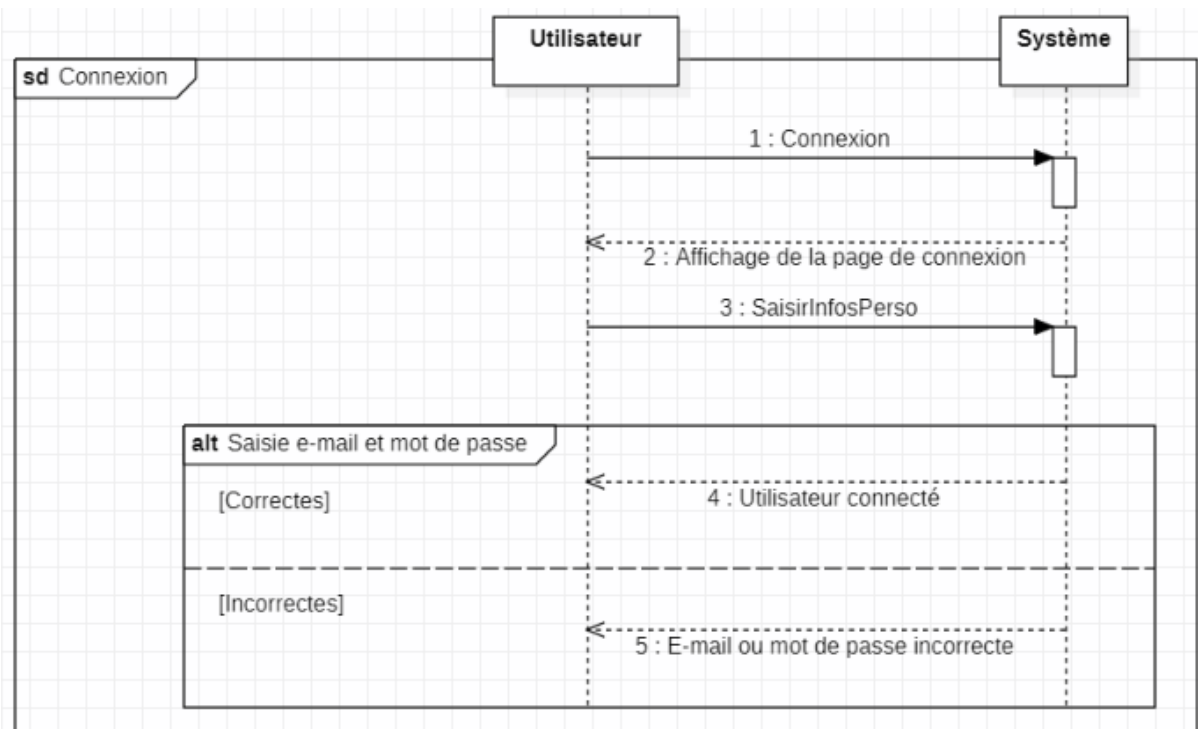 Utilisateur
Système
sd Connexion
1 : Connexion
2 : Affichage de la page de connexion
3 : SaisirInfosPerso
alt Saisie e-mail et mot de passe
[Correctes]
4 : Utilisateur connecté
[Incorrectes]
5 : E-mail ou mot de passe incorrecte